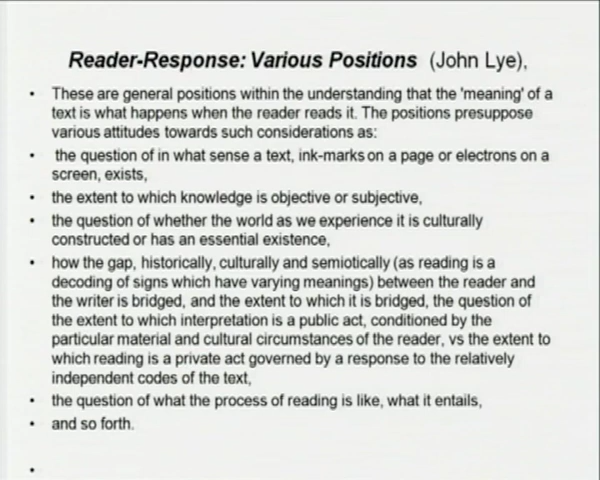 Reader-Response: Various Positions (John Lye),
• These are general positions within the understanding that the 'meaning' of a
text is what happens when the reader reads it. The positions presuppose
various attitudes towards such considerations as:
• the question of in what sense a text, ink-marks on a page or electrons on a
screen, exists,
• the extent to which knowledge is objective or subjective,
• the question of whether the world as we experience it is culturally
constructed or has an essential existence,
• how the gap, historically, culturally and semiotically (as reading is a
decoding of signs which have varying meanings) between the reader and
the writer is bridged, and the extent to which it is bridged, the question of
the extent to which interpretation is a public act, conditioned by the
particular material and cultural circumstances of the reader, vs the extent to
which reading is a private act governed by a response to the relatively
independent codes of the text,
• the question of what the process of reading is like, what it entails,
• and so forth.
•